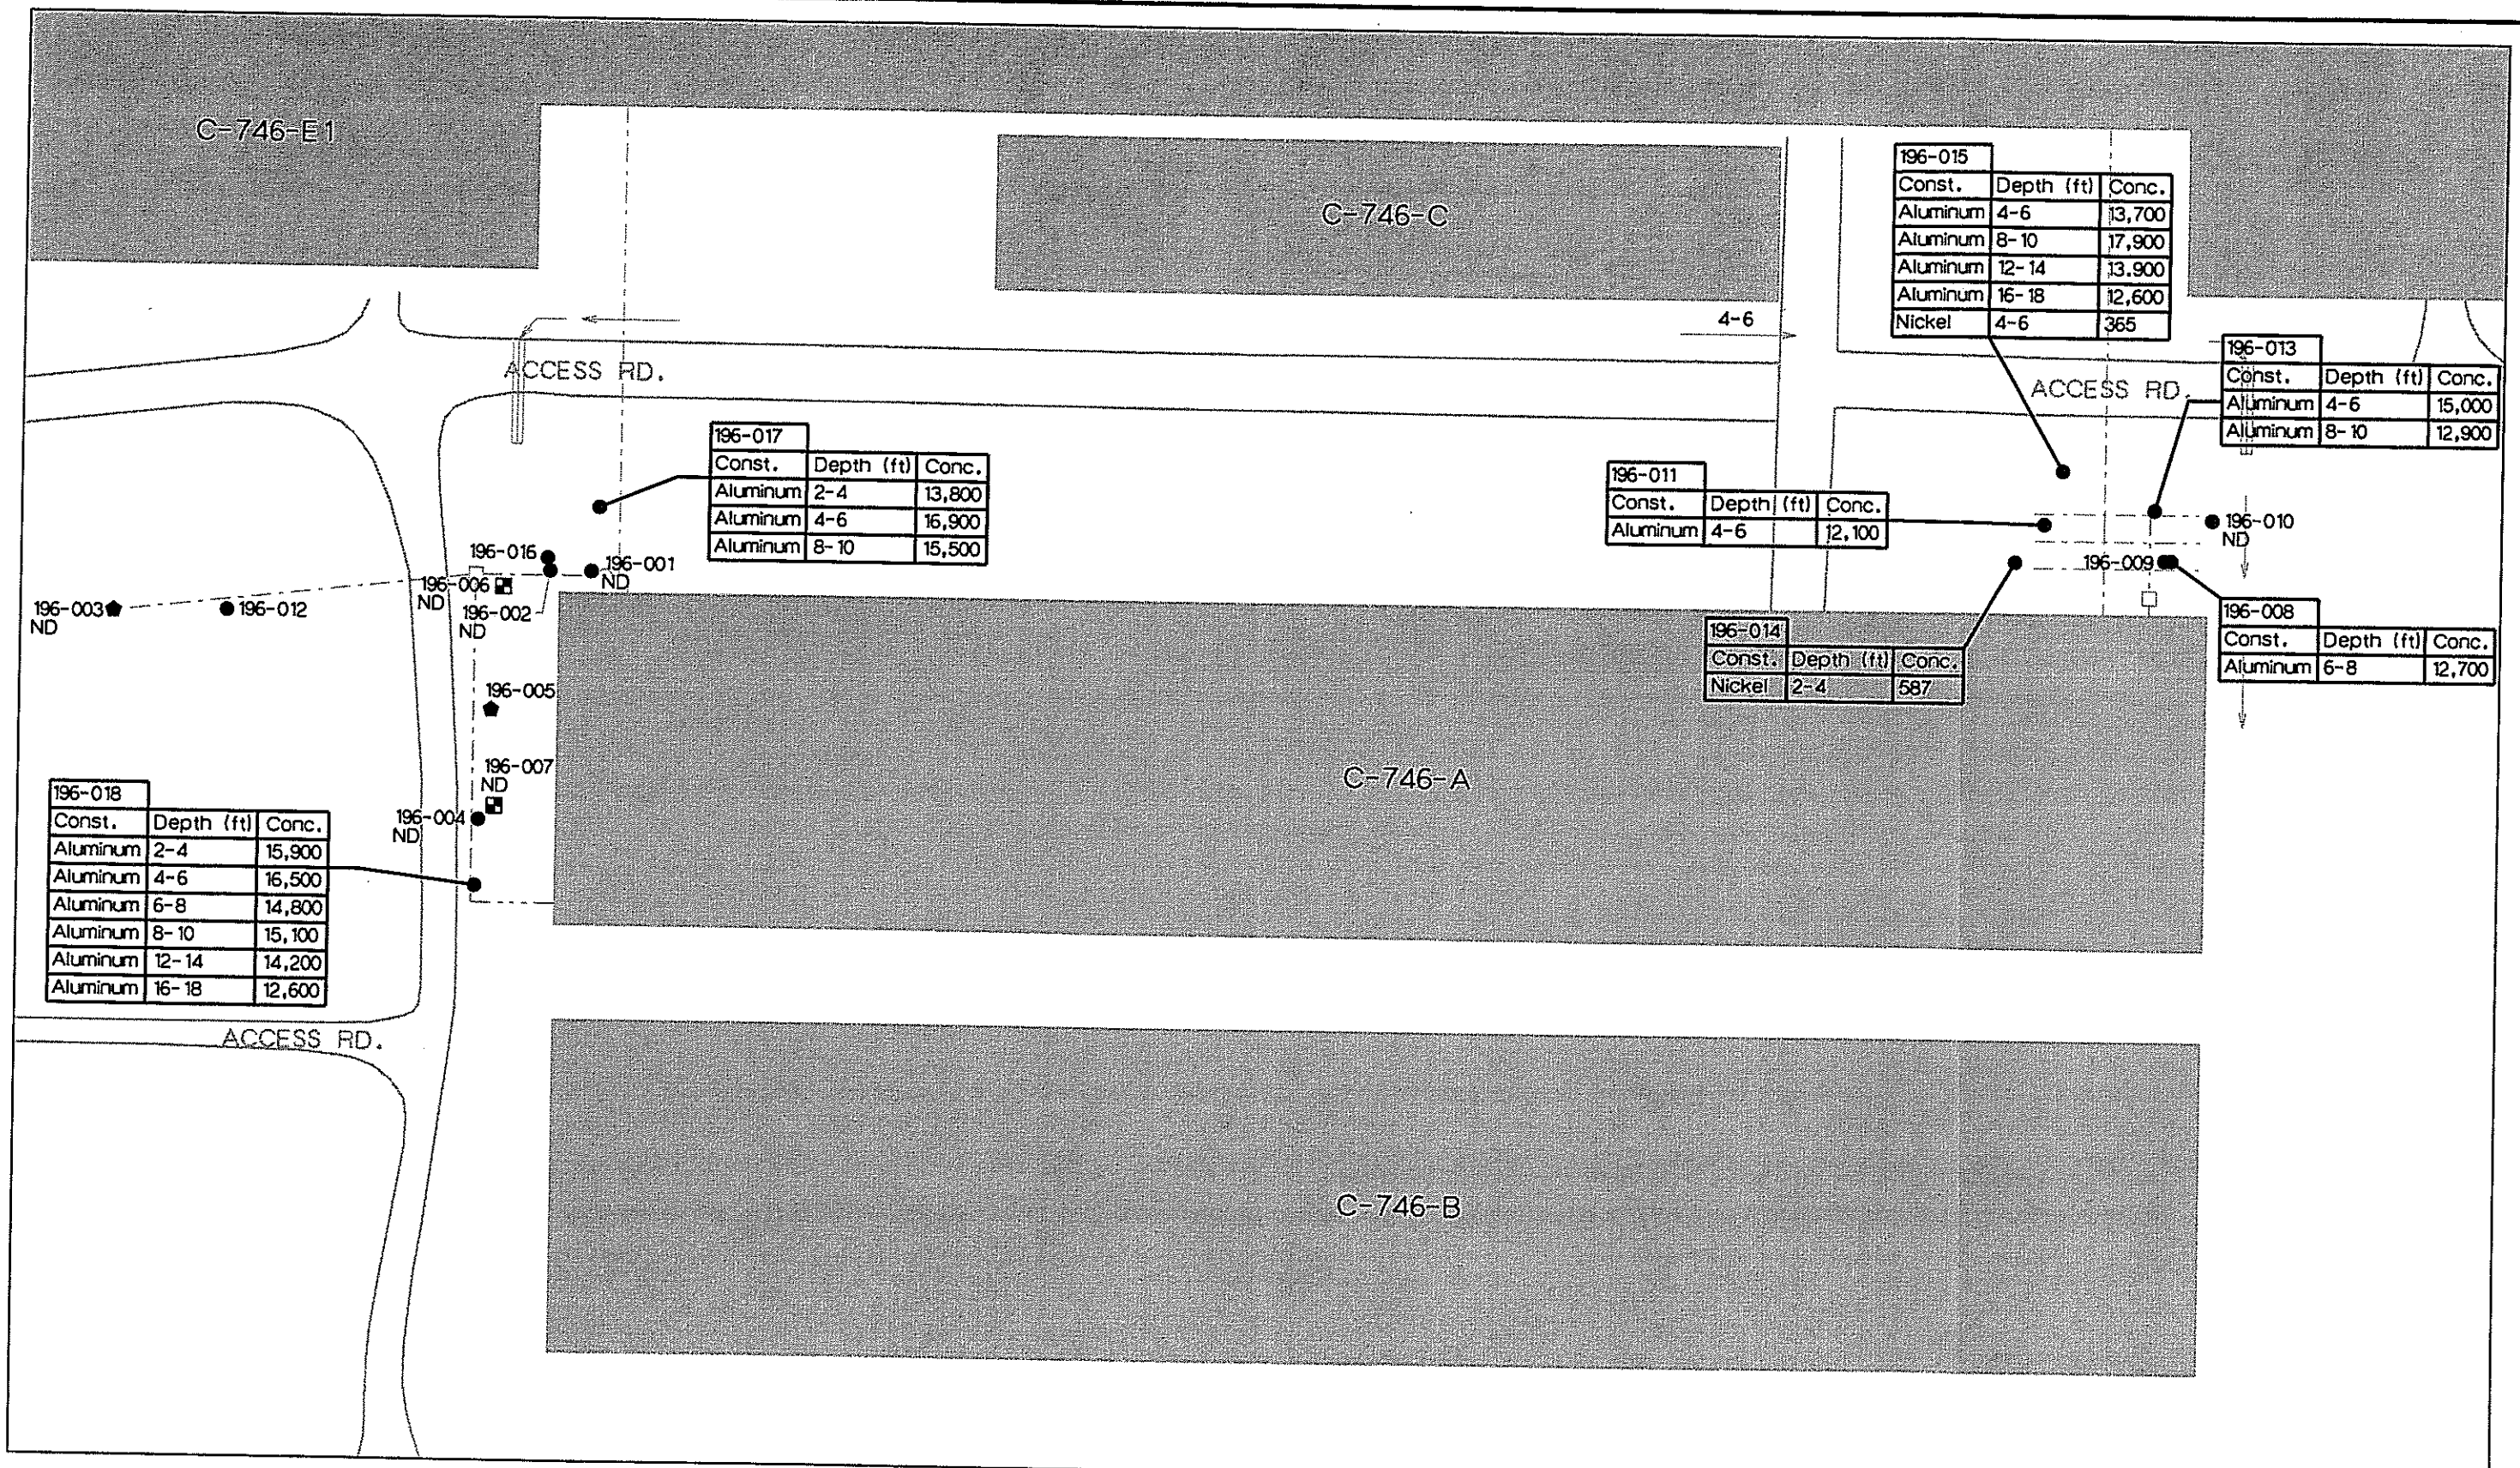 C-746-E1
C-746-C
196-015
Const. Depth (ft) Conc.
Aluminum 4-6 13,700
Aluminum 8-10 17,900
Aluminum 12-14 13.900
Aluminum 16-18 12,600
Nickel 4-6 365
4-6
ACCESS RD.
ACCESS RD.
196-013
Const. Depth (ft) Conc.
Aluminum 4-6 15,000
Aluminum 8-10 12,900
196-017
Const. Depth (ft) Conc.
Aluminum 2-4 13,800
Aluminum 4-6 16,900
Aluminum 8-10 15,500
196-011
Const. Depth (ft) Conc.
Aluminum 4-6 12,100
196-010
ND
196-016
196-001
ND
196-006
ND
196-002
ND
196-003
ND
196-012
196-009
196-008
Const. Depth (ft) Conc.
Aluminum 6-8 12,700
196-014
Const. Depth (ft) Conc.
Nickel 2-4 587
196-005
196-007
ND
C-746-A
196-004
ND
196-018
Const. Depth (ft) Conc.
Aluminum 2-4 15,900
Aluminum 4-6 16,500
Aluminum 6-8 14,800
Aluminum 8-10 15,100
Aluminum 12-14 14,200
Aluminum 16-18 12,600
ACCESS RD.
C-746-B